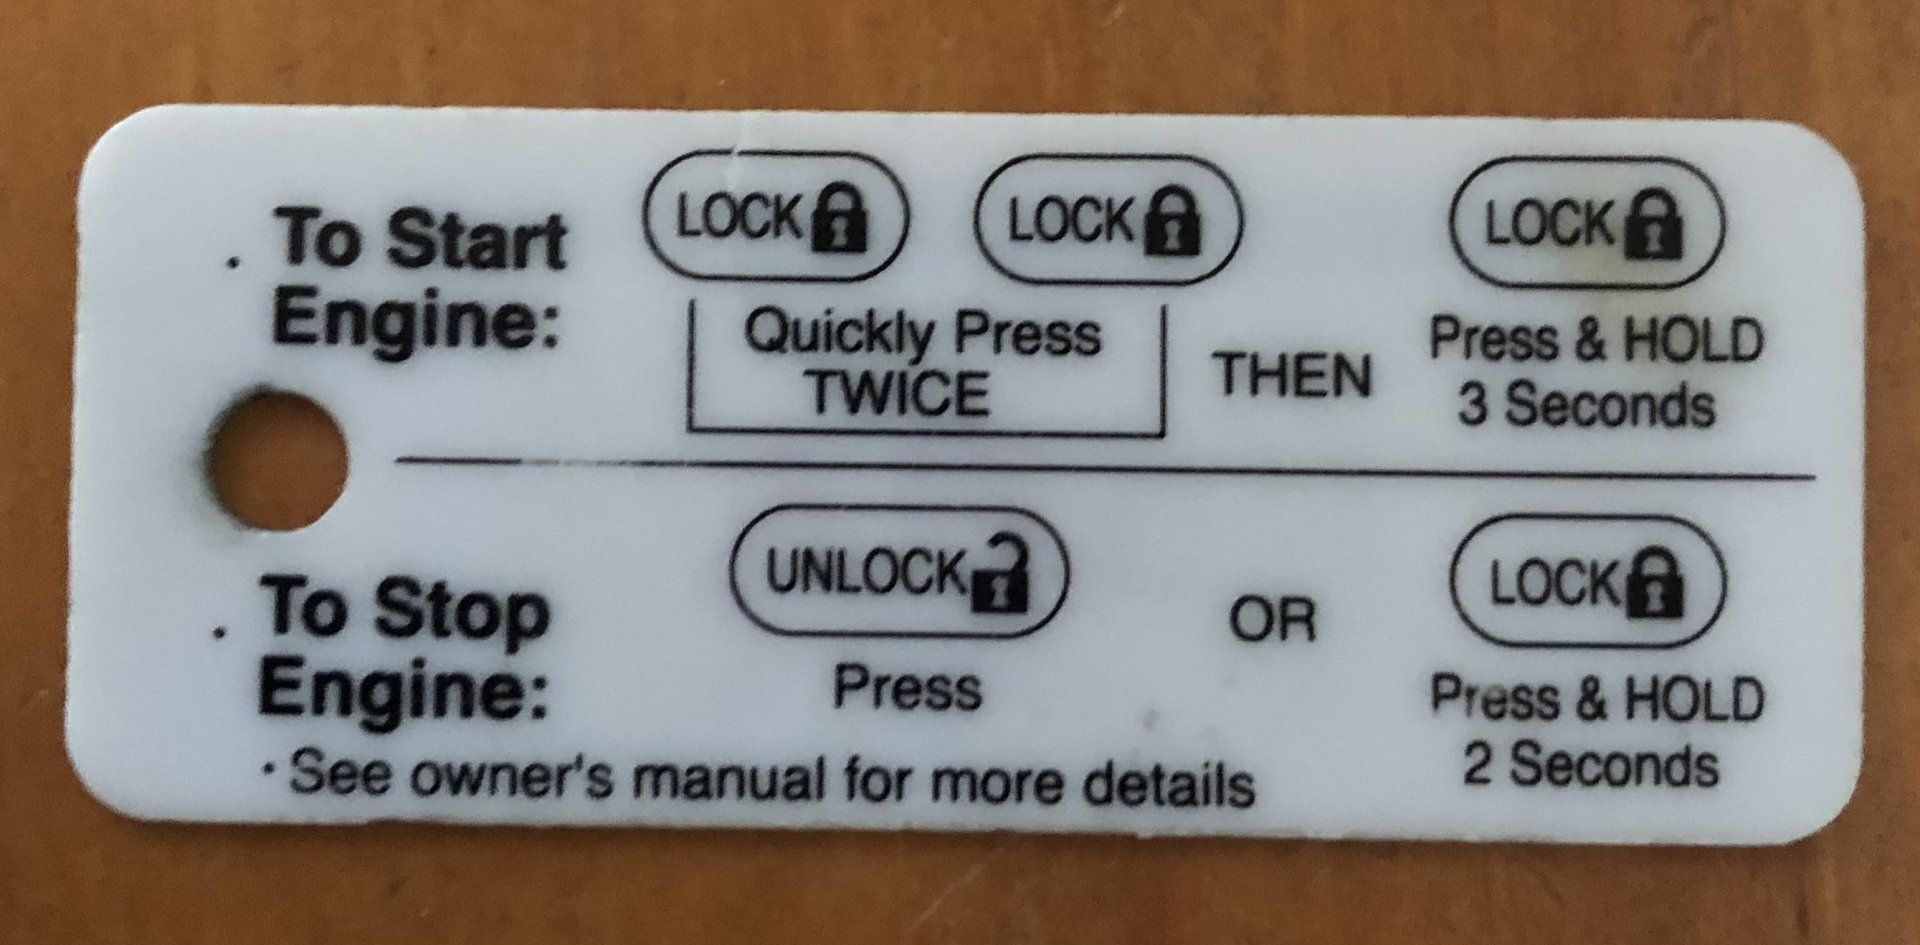 · To Start
Engine:
LOCK LOCK LOCK
Quickly Press
TWICE
THEN
Press & HOLD
3 Seconds
· To Stop
Engine:
UNLOCK
Press
OR
LOCK
Press & HOLD
2 Seconds
· See owner's manual for more details